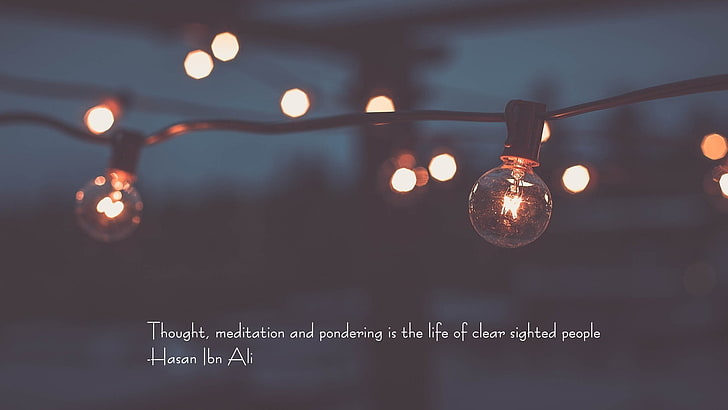 Thought, meditation and pondering is the life of clear sighted people
-Hasan Ibn Ali